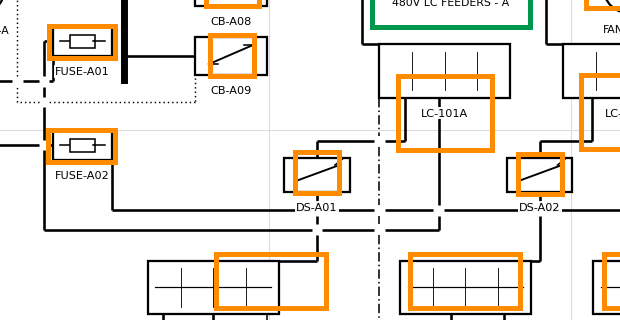 480V LC FEEDERS - A
CB-A08
-A
FAN
FUSE-A01
CB-A09
LC-101A
LC-
FUSE-A02
DS-A01
DS-A02